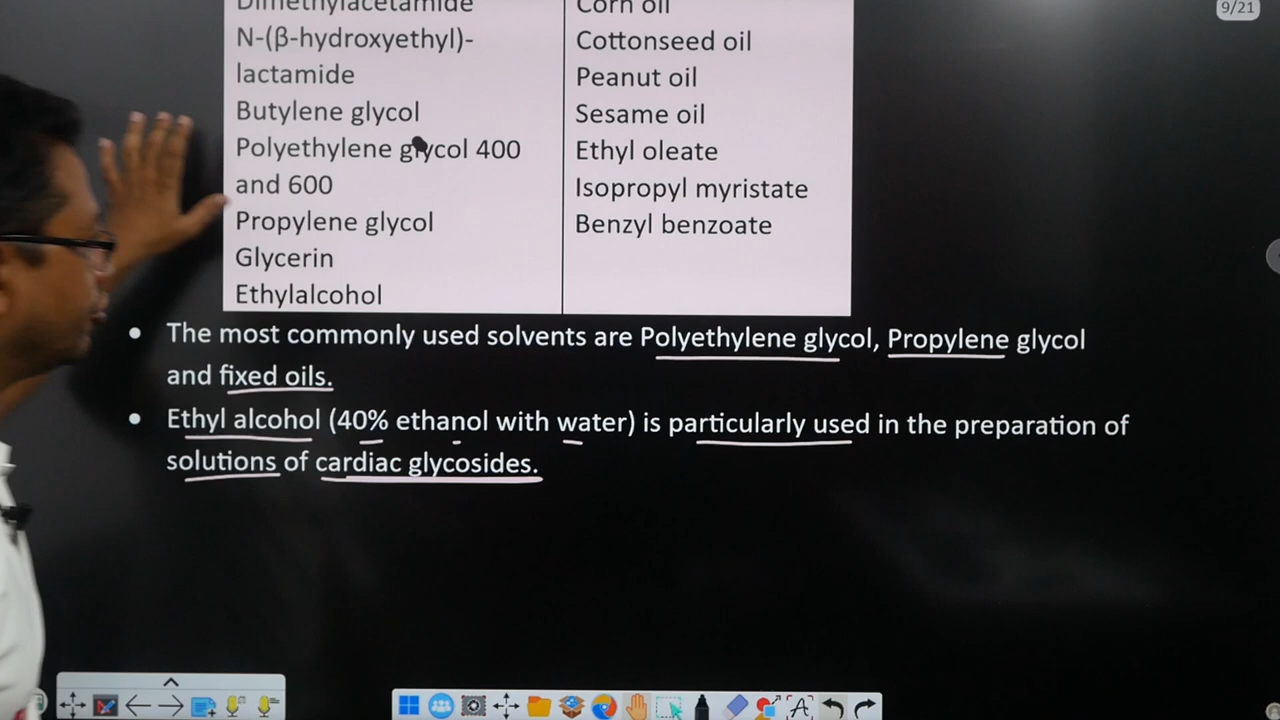 9/21
Dimethylacetamide
N-(β-hydroxyethyl)-
lactamide
Butylene glycol
Polyethylene glycol 400
and 600
Propylene glycol
Glycerin
Ethylalcohol
Corn oil
Cottonseed oil
Peanut oil
Sesame oil
Ethyl oleate
Isopropyl myristate
Benzyl benzoate
• The most commonly used solvents are Polyethylene glycol, Propylene glycol
and fixed oils.
• Ethyl alcohol (40% ethanol with water) is particularly used in the preparation of
solutions of cardiac glycosides.